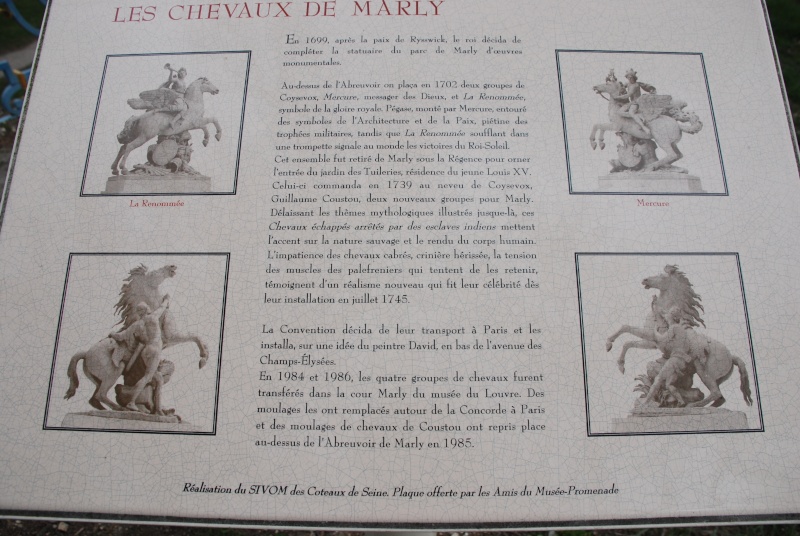 LES CHEVAUX DE MARLY
En 1699, après la paix de Ryswick, le roi décida de
compléter la statuaire du parc de Marly d'œuvres
monumentales.
Au-dessus de l'Abreuvoir on plaça en 1702 deux groupes de
Coysevox, Mercure, messager des Dieux, et La Renommée,
symbole de la gloire royale. Pégase, monté par Mercure, entouré
des symboles de l'Architecture et de la Paix, piétine des
trophées militaires, tandis que La Renommée soufflant dans
une trompette signale au monde les victoires du Roi-Soleil.
Cet ensemble fut retiré de Marly sous la Régence pour orner
l'entrée du jardin des Tuileries, résidence du jeune Louis XV.
Celui-ci commanda en 1739 au neveu de Coysevox,
Guillaume Coustou, deux nouveaux groupes pour Marly.
Délaissant les thèmes mythologiques illustrés jusque-là, ces
Chevaux échappés arrêtés par des esclaves indiens mettent
l'accent sur la nature sauvage et le rendu du corps humain.
L'impatience des chevaux cabrés, crinière hérissée, la tension
des muscles des palefreniers qui tentent de les retenir,
témoignent d'un réalisme nouveau qui fit leur célébrité dès
leur installation en juillet 1745.
La Convention décida de leur transport à Paris et les
installa, sur une idée du peintre David, en bas de l'avenue des
Champs-Élysées.
En 1984 et 1986, les quatre groupes de chevaux furent
transférés dans la cour Marly du musée du Louvre. Des
moulages les ont remplacés autour de la Concorde à Paris
et des moulages de chevaux de Coustou ont repris place
au-dessus de l'Abreuvoir de Marly en 1985.
La Renommée
Mercure
Réalisation du SIVOM des Coteaux de Seine. Plaque offerte par les Amis du Musée-Promenade